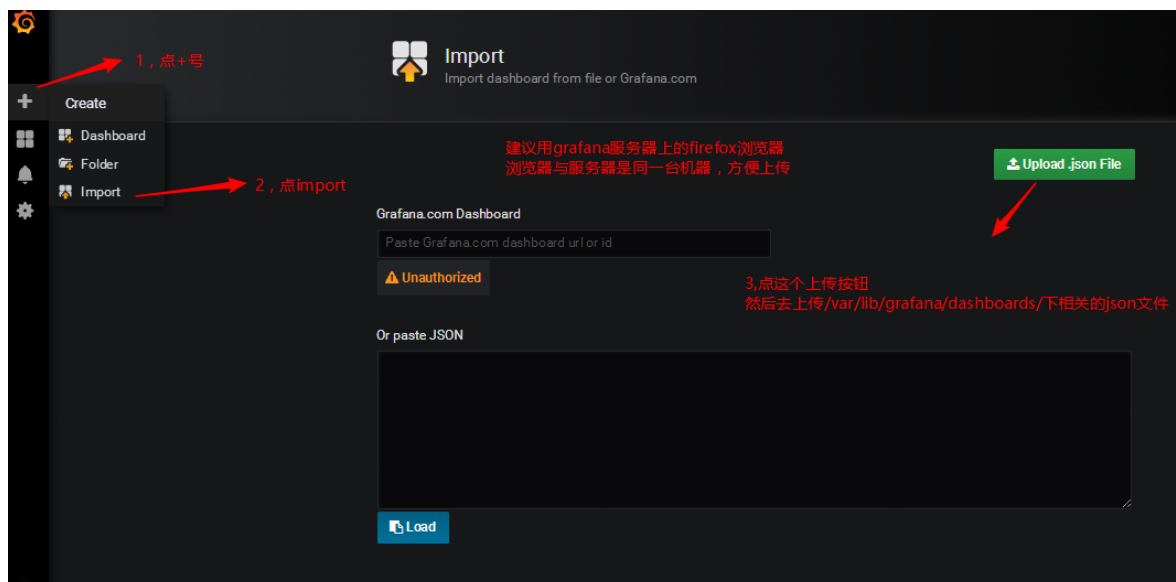 1，点+号
Import
Import dashboard from file or Grafana.com
Create
Dashboard
Folder
Import
2，点import
建议用grafana服务器上的firefox浏览器
浏览器与服务器是同一台机器，方便上传
Upload .json File
Grafana.com Dashboard
Paste Grafana.com dashboard url or id
Unauthorized
3,点这个上传按钮
然后去上传/var/lib/grafana/dashboards/下相关的json文件
Or paste JSON
Load